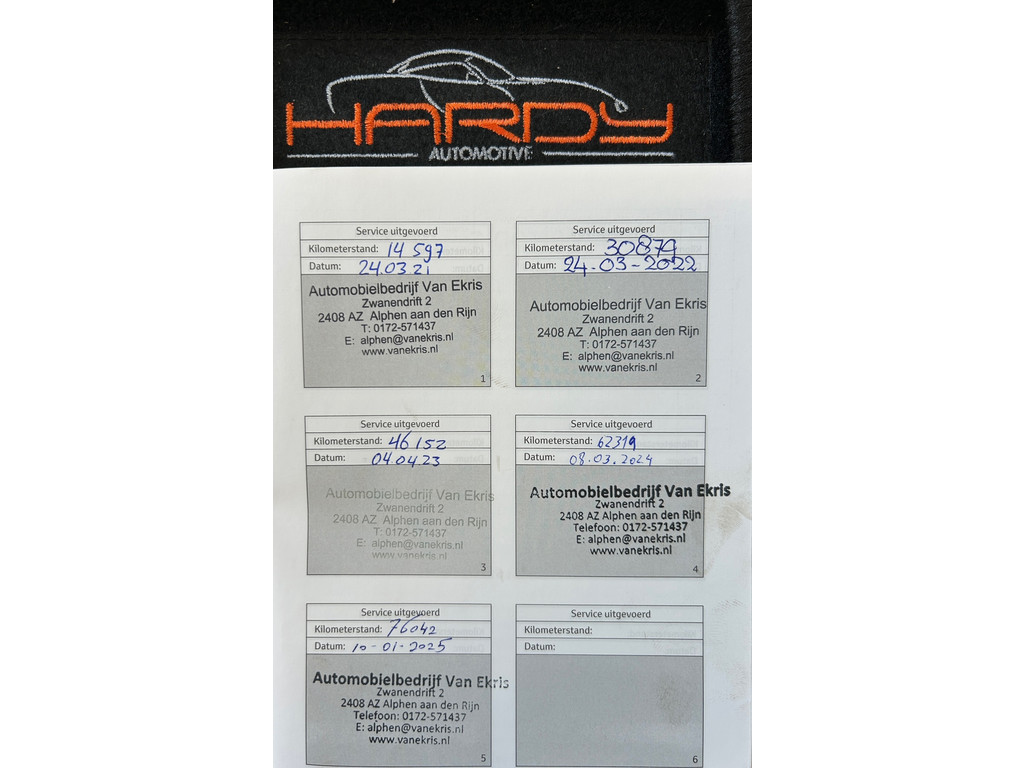 HARDY
AUTOMOTIVE
Service uitgevoerd
Kilometerstand: 14 597
Datum: 24.03 21
Automobielbedrijf Van Ekris
Zwanendrift 2
2408 AZ Alphen aan den Rijn
T: 0172-571437
E: alphen@vanekris.nl
www.vanekris.nl
1
Service uitgevoerd
Kilometerstand: 30879
Datum: 24-03-2022
Automobielbedrijf Van Ekris
Zwanendrift 2
2408 AZ Alphen aan den Rijn
T: 0172-571437
E: alphen@vanekris.nl
www.vanekris.nl
2
Service uitgevoerd
Kilometerstand: 46 152
Datum: 04.04.23
Automobielbedrijf Van Ekris
Zwanendrift 2
2408 AZ Alphen aan den Rijn
T: 0172-571437
E: alphen@vanekris.nl
www.vanekris.nl
3
Service uitgevoerd
Kilometerstand: 62319
Datum: 08.03.2024
Automobielbedrijf Van Ekris
Zwanendrift 2
2408 AZ Alphen aan den Rijn
Telefoon: 0172-571437
E: alphen@vanekris.nl
www.vanekris.nl
4
Service uitgevoerd
Kilometerstand: 76042
Datum: 10-01-2025
Automobielbedrijf Van Ekris
Zwanendrift 2
2408 AZ Alphen aan den Rijn
Telefoon: 0172-571437
E: alphen@vanekris.nl
www.vanekris.nl
5
Service uitgevoerd
Kilometerstand:
Datum:
6